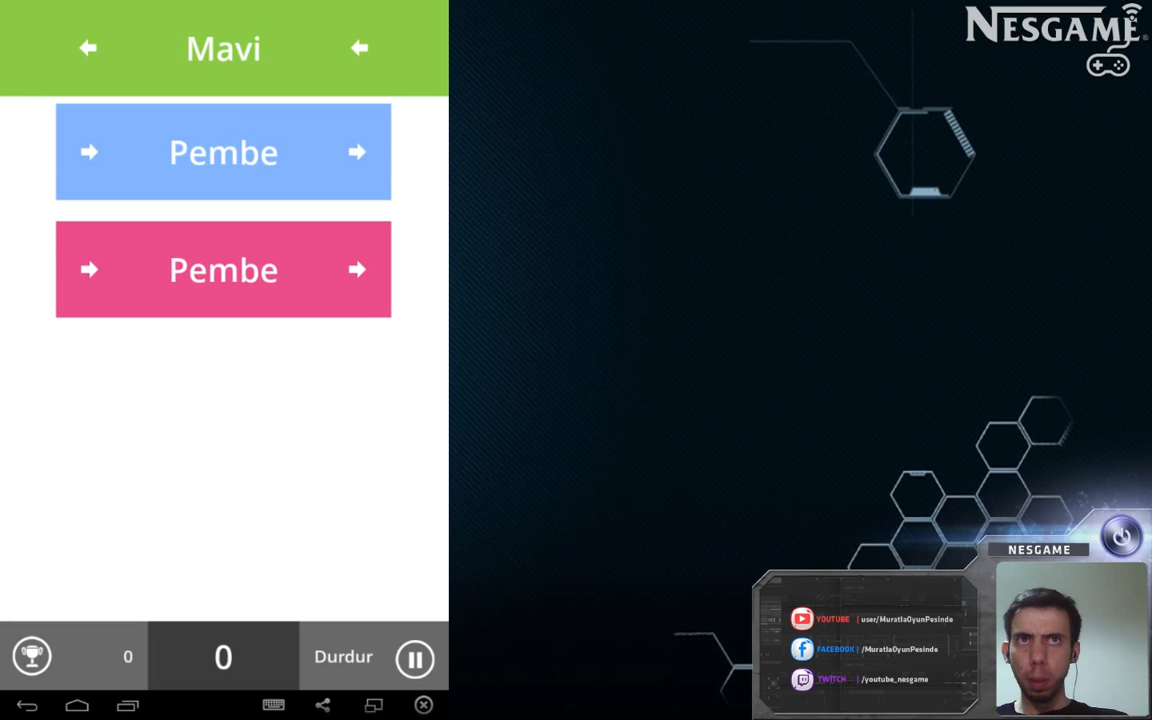 NESGAME
Mavi
Pembe
Pembe
NESGAME
YOUTUBE | user/MuratlaOyunPesinde
FACEBOOK | /MuratlaOyunPesinde
TWITCH | /youtube_nesgame
0
0
Durdur